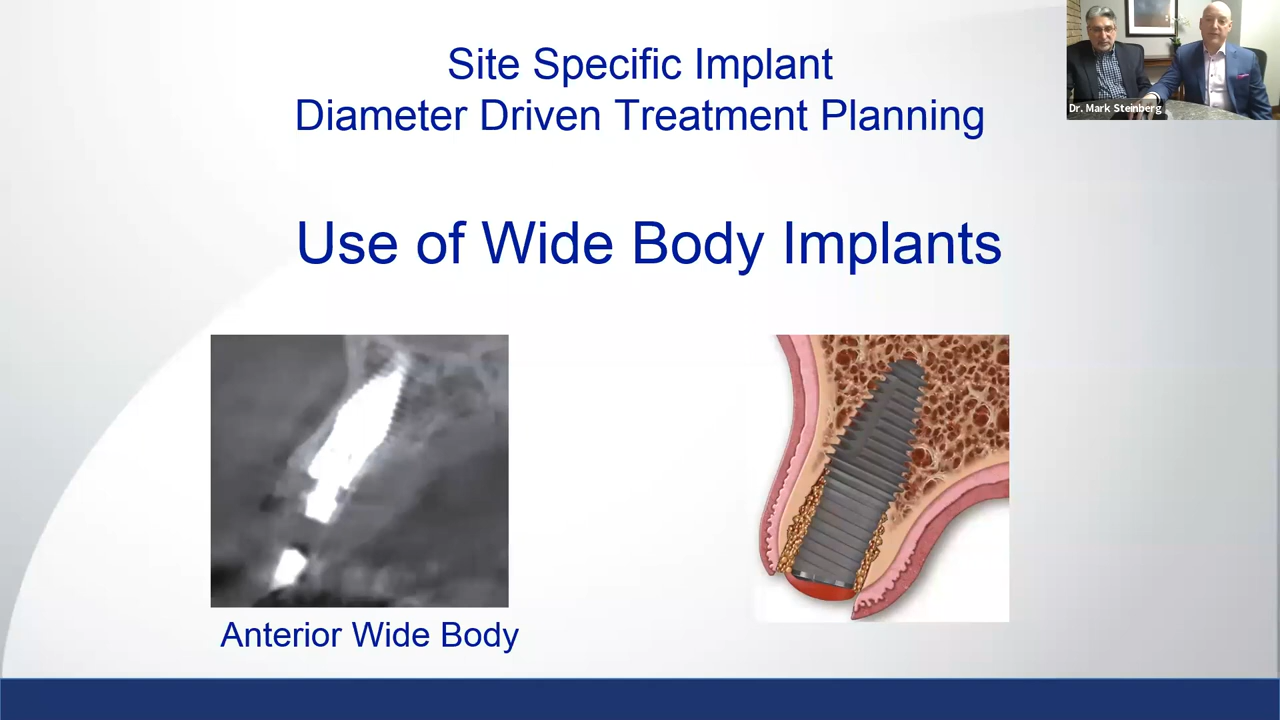 Site Specific Implant
Diameter Driven Treatment Planning
Dr. Mark Steinberg
Use of Wide Body Implants
Anterior Wide Body